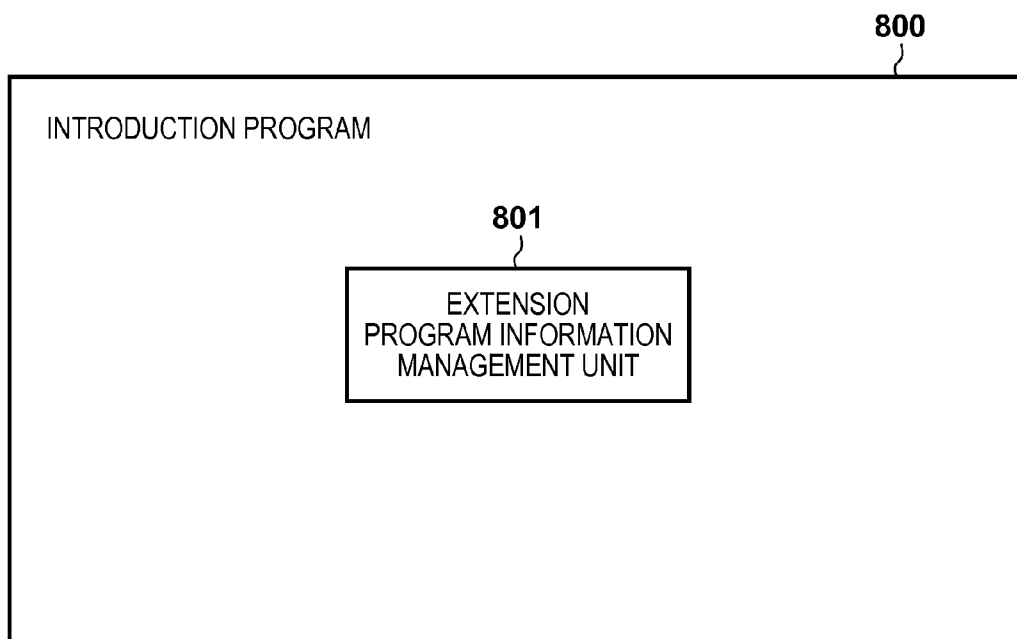 800
INTRODUCTION PROGRAM
801
EXTENSION
PROGRAM INFORMATION
MANAGEMENT UNIT